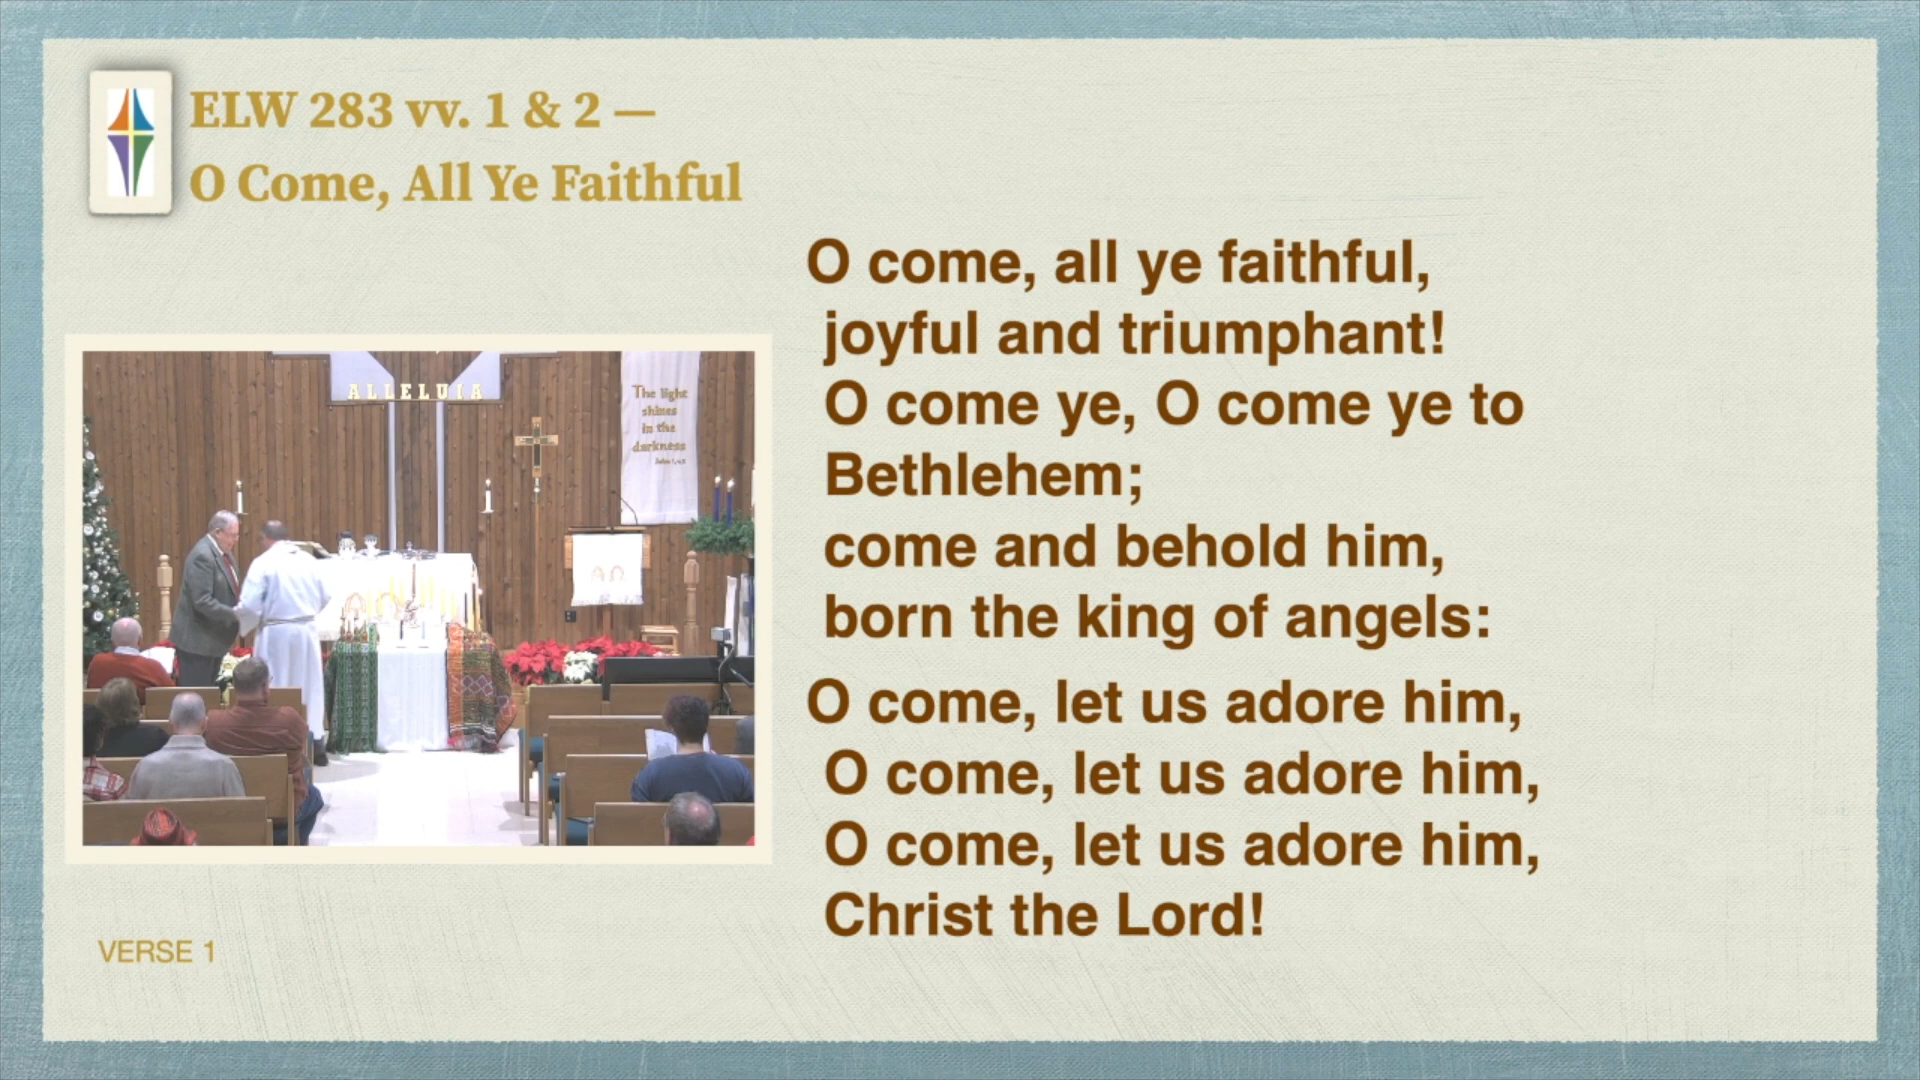 ELW 283 vv. 1 & 2 —
O Come, All Ye Faithful
O come, all ye faithful,
joyful and triumphant!
O come ye, O come ye to
Bethlehem;
come and behold him,
born the king of angels:
O come, let us adore him,
O come, let us adore him,
O come, let us adore him,
Christ the Lord!
ALLELUIA
The light
shines
in the
darkness
VERSE 1